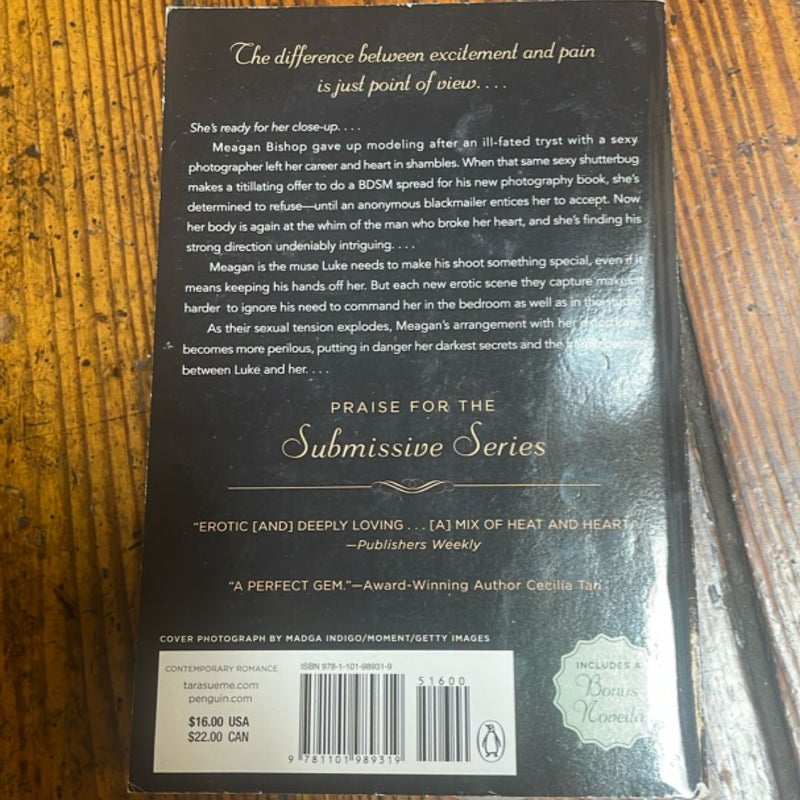 The difference between excitement and pain
is just point of view. . . .
She's ready for her close-up. . . .
Meagan Bishop gave up modeling after an ill-fated tryst with a sexy
photographer left her career and heart in shambles. When that same sexy shutterbug
makes a titillating offer to do a BDSM spread for his new photography book, she's
determined to refuse—until an anonymous blackmailer entices her to accept. Now
her body is again at the whim of the man who broke her heart, and she's finding his
strong direction undeniably intriguing. . . .
Meagan is the muse Luke needs to make his shoot something special, even if it
means keeping his hands off her. But each new erotic scene they capture makes it
harder to ignore his need to command her in the bedroom as well as in the studio.
As their sexual tension explodes, Meagan's arrangement with her
becomes more perilous, putting in danger her darkest secrets and the
between Luke and her. . . .
PRAISE FOR THE
Submissive Series
"EROTIC [AND] DEEPLY LOVING . . . [A] MIX OF HEAT AND HEART."
—Publishers Weekly
"A PERFECT GEM."—Award-Winning Author Cecilia Tan
COVER PHOTOGRAPH BY MADGA INDIGO/MOMENT/GETTY IMAGES
CONTEMPORARY ROMANCE
tarasueme.com
penguin.com
$16.00 USA
$22.00 CAN
ISBN 978-1-101-98931-9
51600
9 781101 989319
INCLUDES A
Bonus
Novella